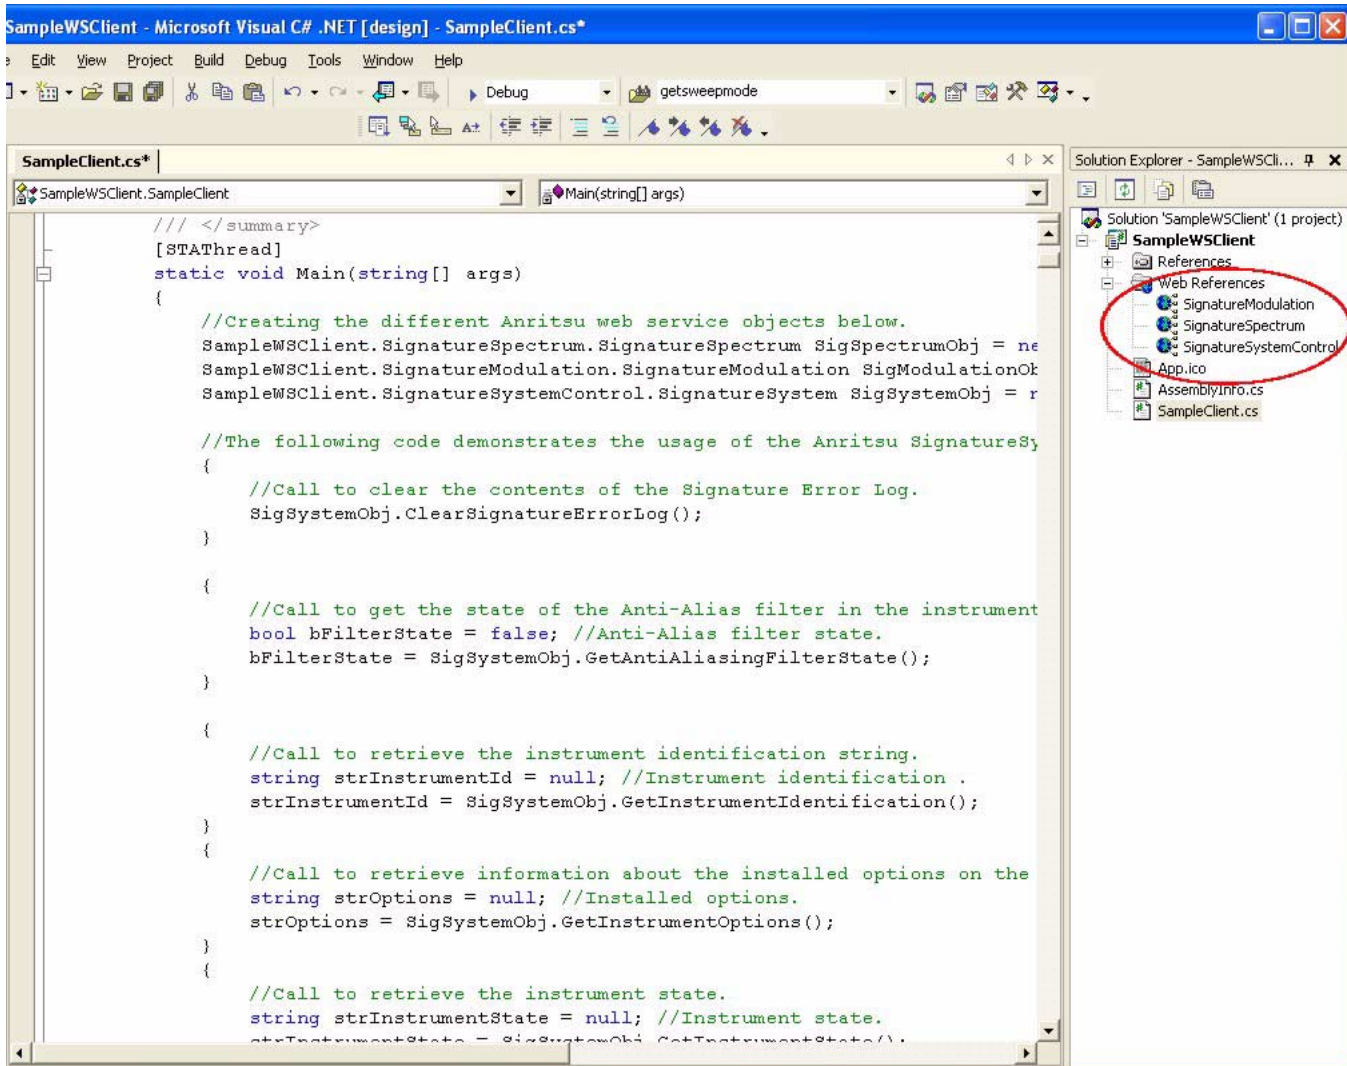 SampleWSClient - Microsoft Visual C# .NET [design] - SampleClient.cs*
Edit View Project Build Debug Tools Window Help
Debug getsweepmode
SampleClient.cs*
SampleWSClient.SampleClient Main(string[] args)
/// </summary>
[STAThread]
static void Main(string[] args)
{
//Creating the different Anritsu web service objects below.
SampleWSClient.SignatureSpectrum.SignatureSpectrum SigSpectrumObj = ne
SampleWSClient.SignatureModulation.SignatureModulation SigModulationOb
SampleWSClient.SignatureSystemControl.SignatureSystem SigSystemObj = n
//The following code demonstrates the usage of the Anritsu SignatureSy
{
//Call to clear the contents of the Signature Error Log.
SigSystemObj.ClearSignatureErrorLog();
}
{
//Call to get the state of the Anti-Alias filter in the instrument
bool bFilterState = false; //Anti-Alias filter state.
bFilterState = SigSystemObj.GetAntiAliasingFilterState();
}
{
//Call to retrieve the instrument identification string.
string strInstrumentId = null; //Instrument identification .
strInstrumentId = SigSystemObj.GetInstrumentIdentification();
}
{
//Call to retrieve information about the installed options on the
string strOptions = null; //Installed options.
strOptions = SigSystemObj.GetInstrumentOptions();
}
{
//Call to retrieve the instrument state.
string strInstrumentState = null; //Instrument state.
strInstrumentState = SigSystemObj.GetInstrumentState();
Solution Explorer - SampleWSCli...
Solution 'SampleWSClient' (1 project)
SampleWSClient
References
Web References
SignatureModulation
SignatureSpectrum
SignatureSystemControl
App.ico
AssemblyInfo.cs
SampleClient.cs